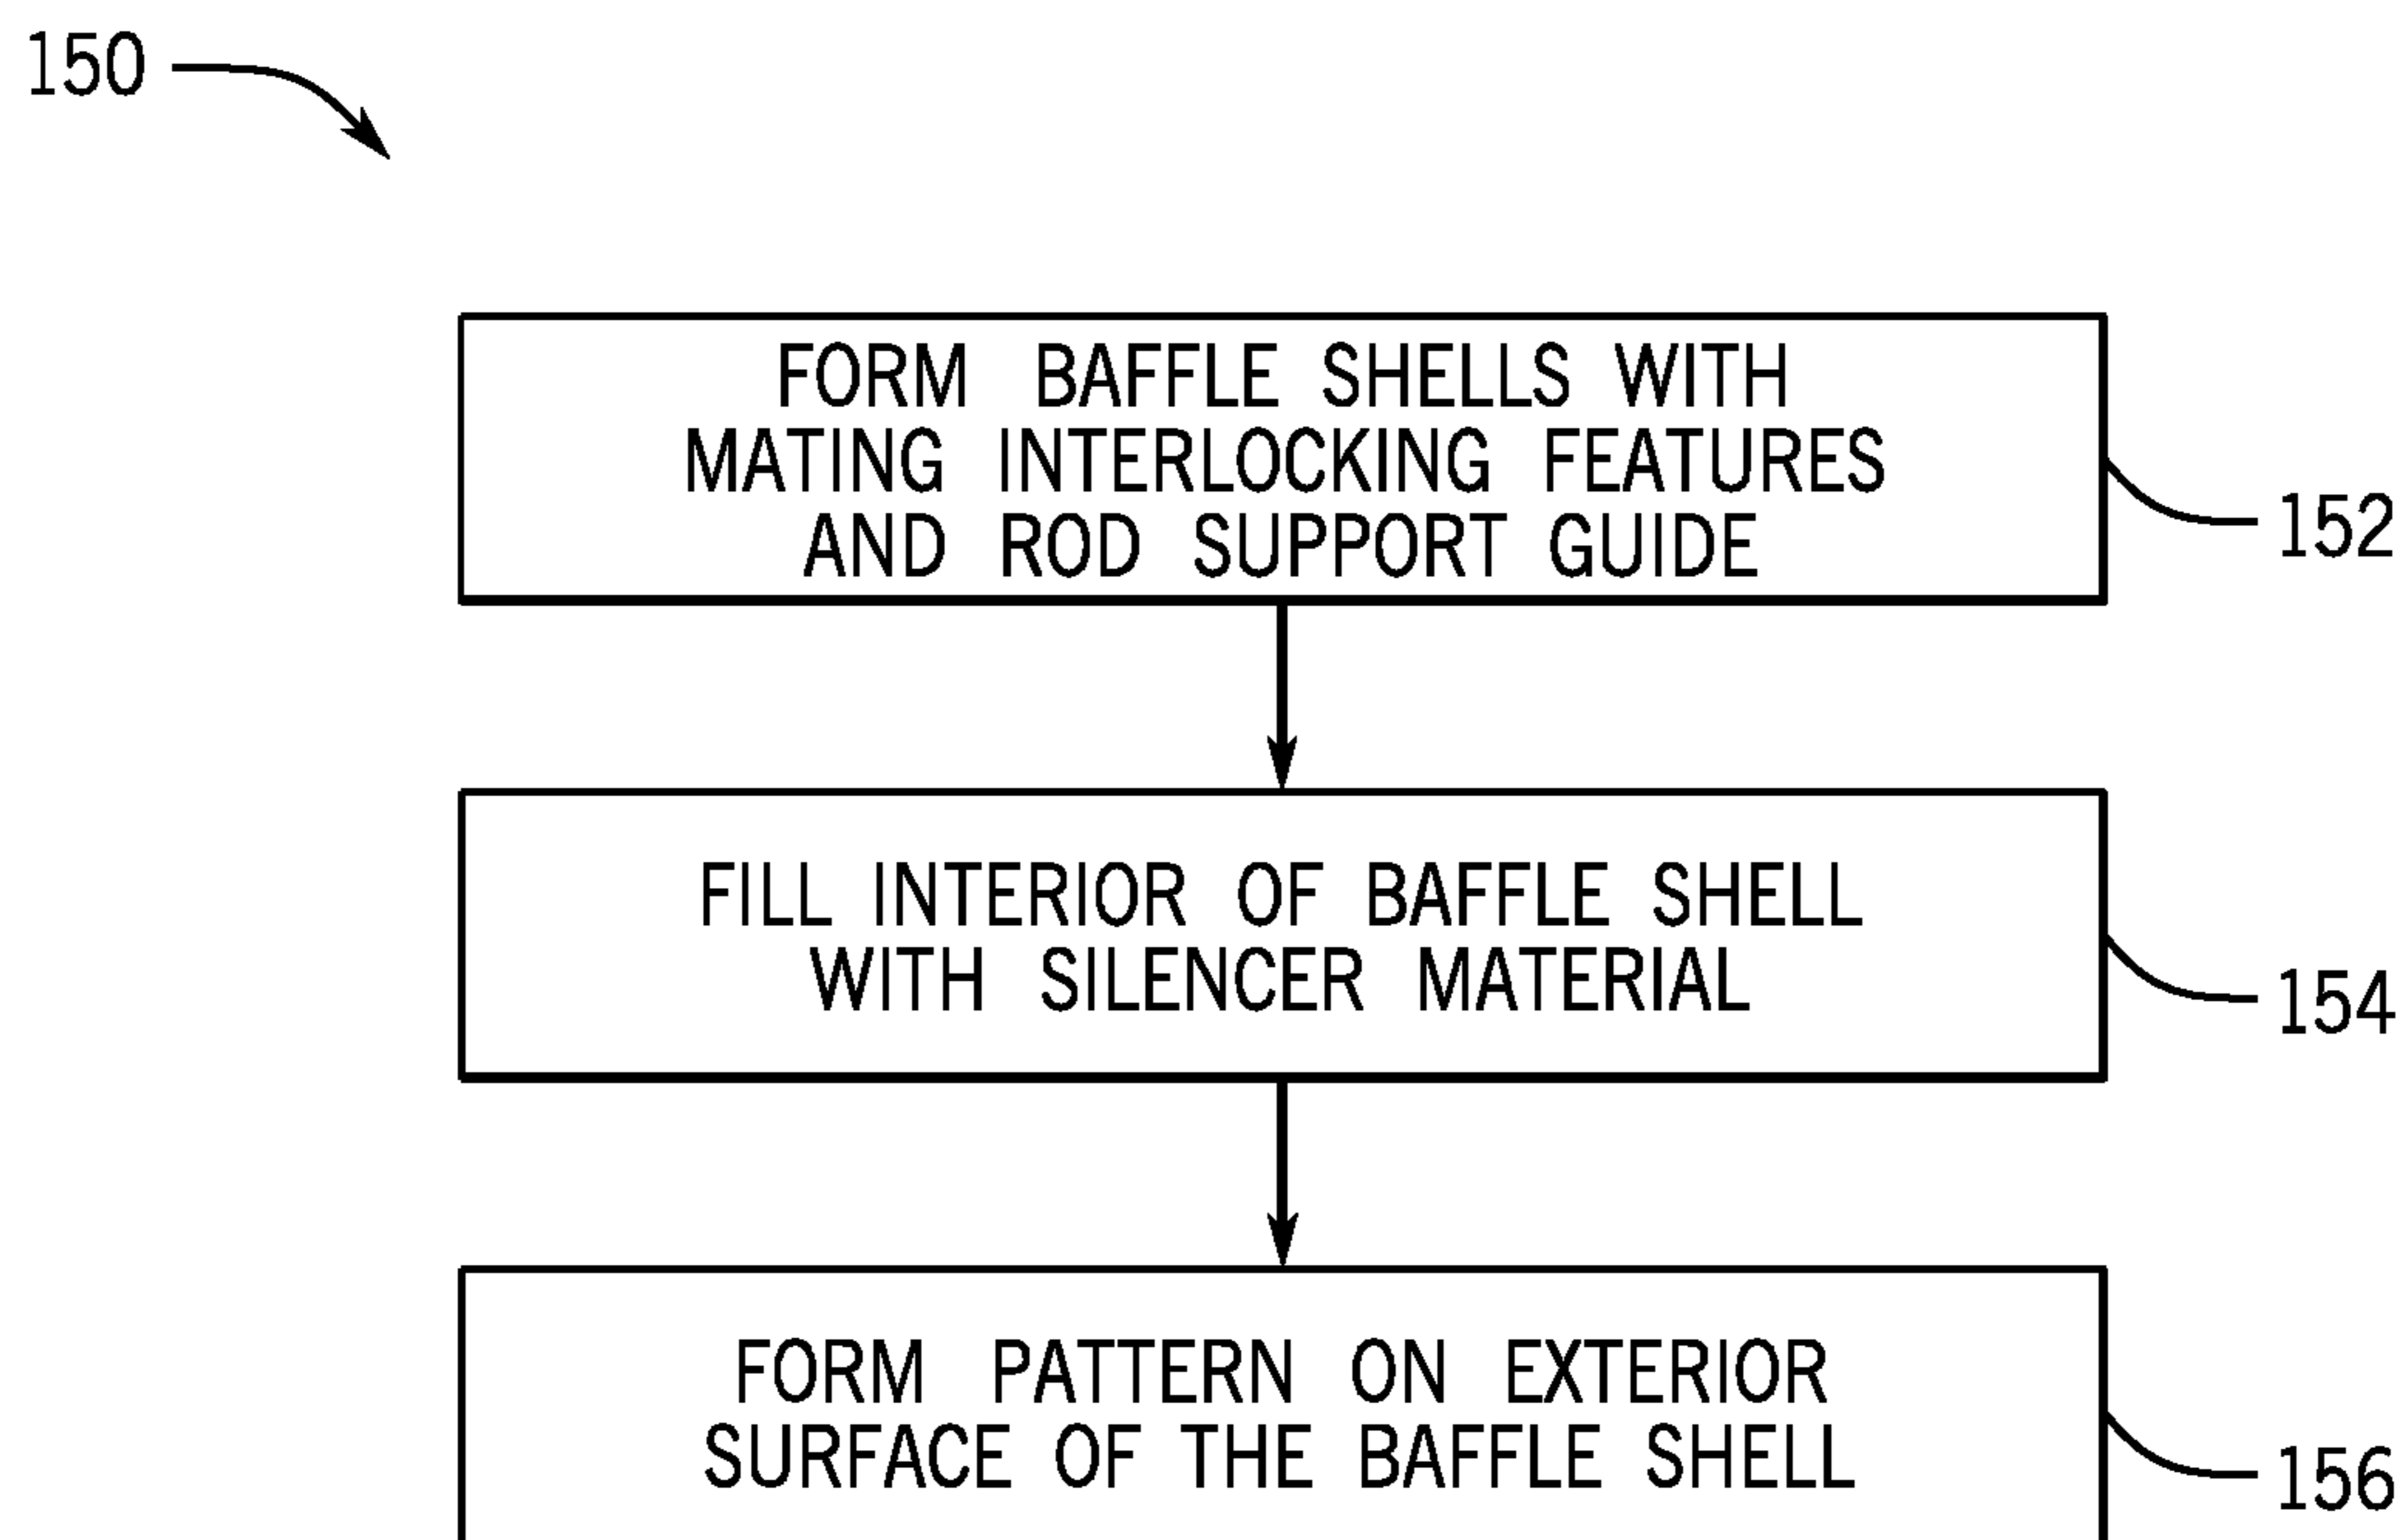 150
FORM BAFFLE SHELLS WITH
MATING INTERLOCKING FEATURES
AND ROD SUPPORT GUIDE
152
FILL INTERIOR OF BAFFLE SHELL
WITH SILENCER MATERIAL
154
FORM PATTERN ON EXTERIOR
SURFACE OF THE BAFFLE SHELL
156